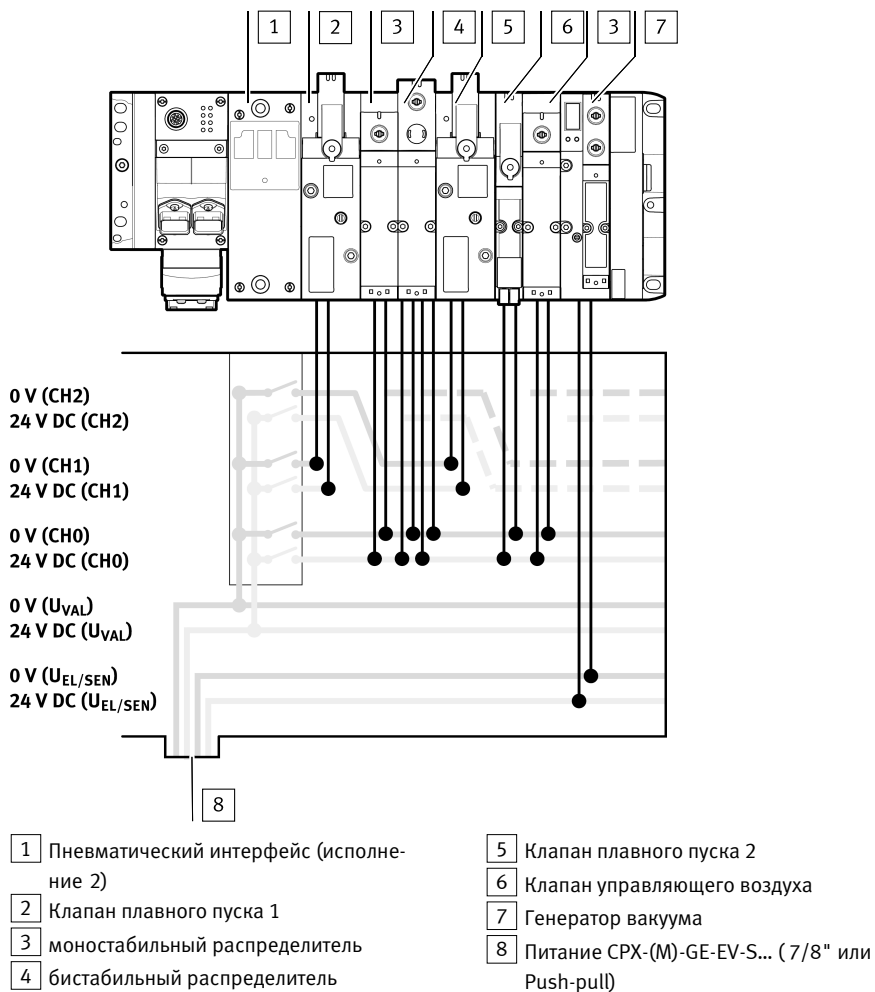 1 2 3 4 5 6 3 7
0 V (CH2)
24 V DC (CH2)
0 V (CH1)
24 V DC (CH1)
0 V (CH0)
24 V DC (CH0)
0 V (UVAL)
24 V DC (UVAL)
0 V (UEL/SEN)
24 V DC (UEL/SEN)
8
1 Пневматический интерфейс (исполне-
ние 2)
2 Клапан плавного пуска 1
3 моностабильный распределитель
4 бистабильный распределитель
5 Клапан плавного пуска 2
6 Клапан управляющего воздуха
7 Генератор вакуума
8 Питание CPX-(M)-GE-EV-S... ( 7/8" или
Push-pull)